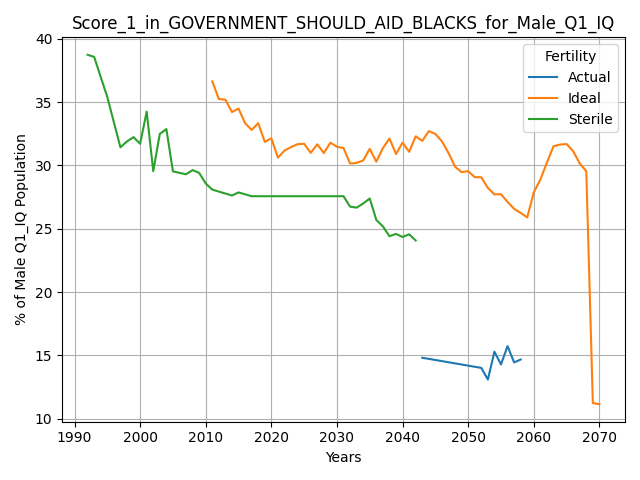 Score_1_in_GOVERNMENT_SHOULD_AID_BLACKS_for_Male_Q1_IQ
Fertility
Actual
Ideal
Sterile
% of Male Q1_IQ Population
40
35
30
25
20
15
10
1990
2000
2010
2020
2030
2040
2050
2060
2070
Years